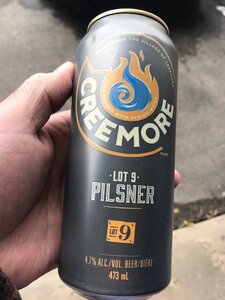 CREEMORE
LOT 9
PILSNER
LOT
9
4.7% ALC./VOL. BEER/BIÈRE
473 mL